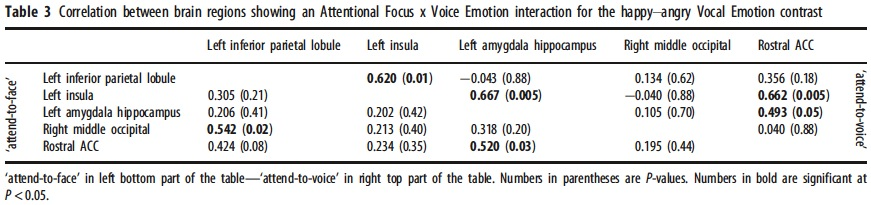 Table 3 Correlation between brain regions showing an Attentional Focus x Voice Emotion interaction for the happy–angry Vocal Emotion contrast
Left inferior parietal lobule Left insula Left amygdala hippocampus Right middle occipital Rostral ACC
'attend-to-face'
Left inferior parietal lobule 0.620 (0.01) −0.043 (0.88) 0.134 (0.62) 0.356 (0.18)
Left insula 0.305 (0.21) 0.667 (0.005) −0.040 (0.88) 0.662 (0.005)
Left amygdala hippocampus 0.206 (0.41) 0.202 (0.42) 0.105 (0.70) 0.493 (0.05)
Right middle occipital 0.542 (0.02) 0.213 (0.40) 0.318 (0.20) 0.040 (0.88)
Rostral ACC 0.424 (0.08) 0.234 (0.35) 0.520 (0.03) 0.195 (0.44)
'attend-to-voice'
'attend-to-face' in left bottom part of the table—'attend-to-voice' in right top part of the table. Numbers in parentheses are P-values. Numbers in bold are significant at
P < 0.05.